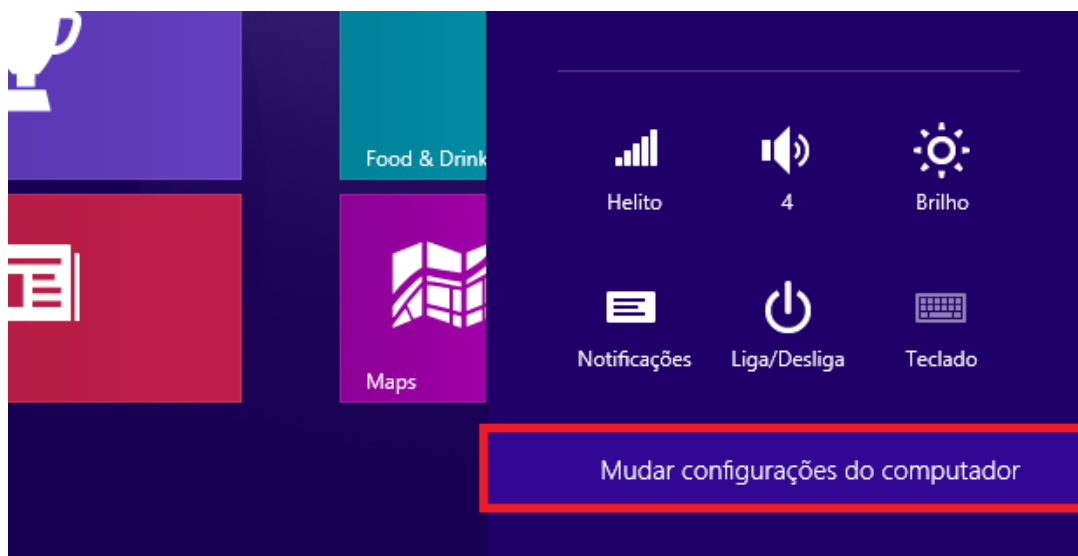 Food & Drink
Maps
Helito
4
Brilho
Notificações
Liga/Desliga
Teclado
Mudar configurações do computador